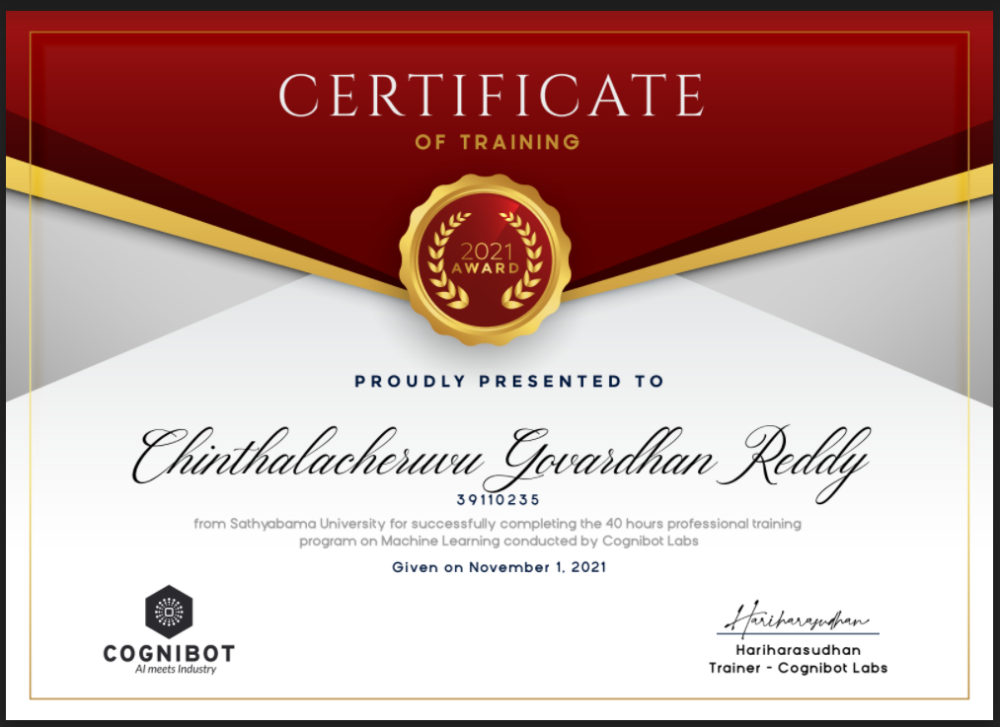 CERTIFICATE
OF TRAINING
2021
AWARD
PROUDLY PRESENTED TO
Chinthalacheruvu Govardhan Reddy
39110235
from Sathyabama University for successfully completing the 40 hours professional training
program on Machine Learning conducted by Cognibot Labs
Given on November 1, 2021
COGNIBOT
AI meets Industry
Hariharasudhan
Hariharasudhan
Trainer - Cognibot Labs